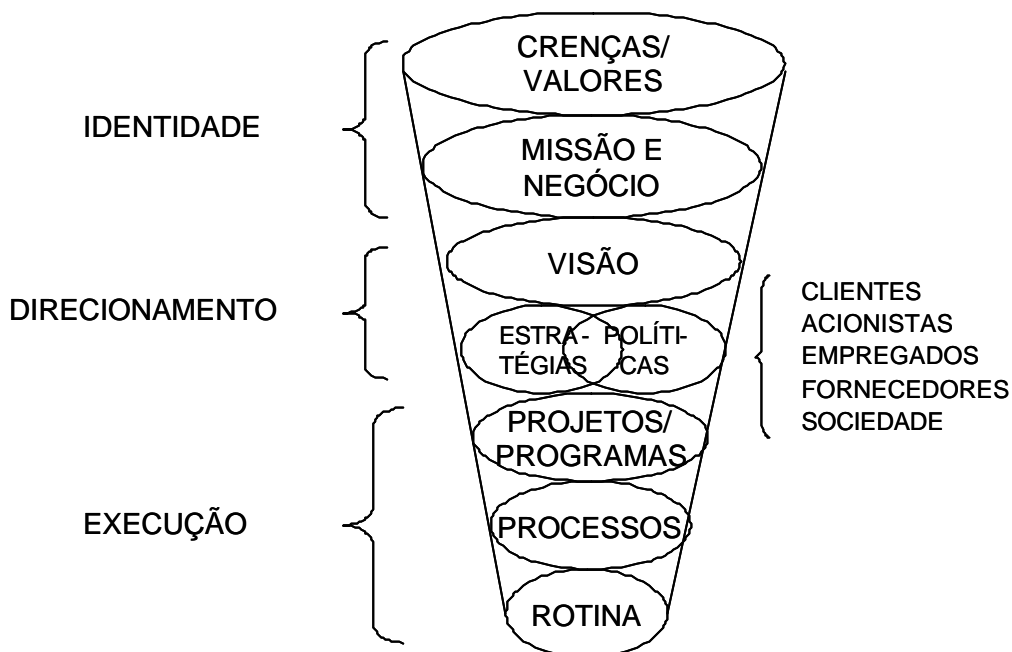 CRENÇAS/
VALORES
IDENTIDADE
MISSÃO E
NEGÓCIO
VISÃO
DIRECIONAMENTO
ESTRA-
TÉGIAS
POLÍTI-
CAS
CLIENTES
ACIONISTAS
EMPREGADOS
FORNECEDORES
SOCIEDADE
PROJETOS/
PROGRAMAS
EXECUÇÃO
PROCESSOS
ROTINA